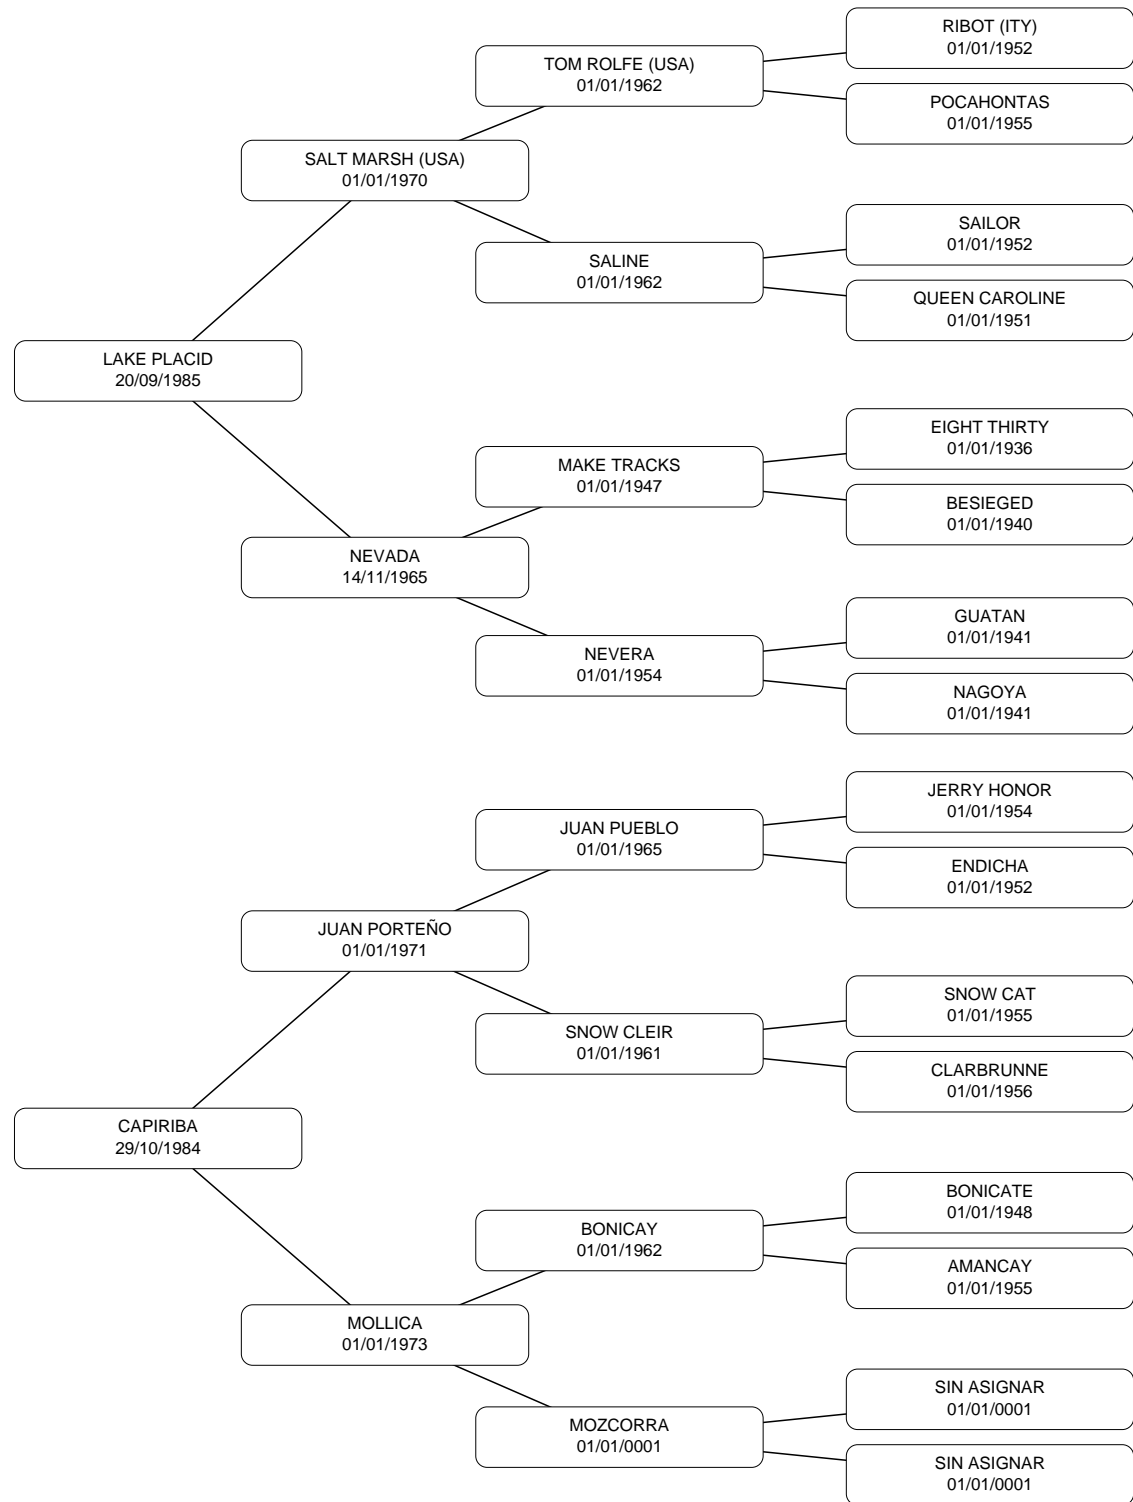 RIBOT (ITY)
01/01/1952
TOM ROLFE (USA)
01/01/1962
POCAHONTAS
01/01/1955
SALT MARSH (USA)
01/01/1970
SAILOR
01/01/1952
SALINE
01/01/1962
QUEEN CAROLINE
01/01/1951
LAKE PLACID
20/09/1985
EIGHT THIRTY
01/01/1936
MAKE TRACKS
01/01/1947
BESIEGED
01/01/1940
NEVADA
14/11/1965
GUATAN
01/01/1941
NEVERA
01/01/1954
NAGOYA
01/01/1941
JERRY HONOR
01/01/1954
JUAN PUEBLO
01/01/1965
ENDICHA
01/01/1952
JUAN PORTEÑO
01/01/1971
SNOW CAT
01/01/1955
SNOW CLEIR
01/01/1961
CLARBRUNNE
01/01/1956
CAPIRIBA
29/10/1984
BONICATE
01/01/1948
BONICAY
01/01/1962
AMANCAY
01/01/1955
MOLLICA
01/01/1973
SIN ASIGNAR
01/01/0001
MOZCORRA
01/01/0001
SIN ASIGNAR
01/01/0001